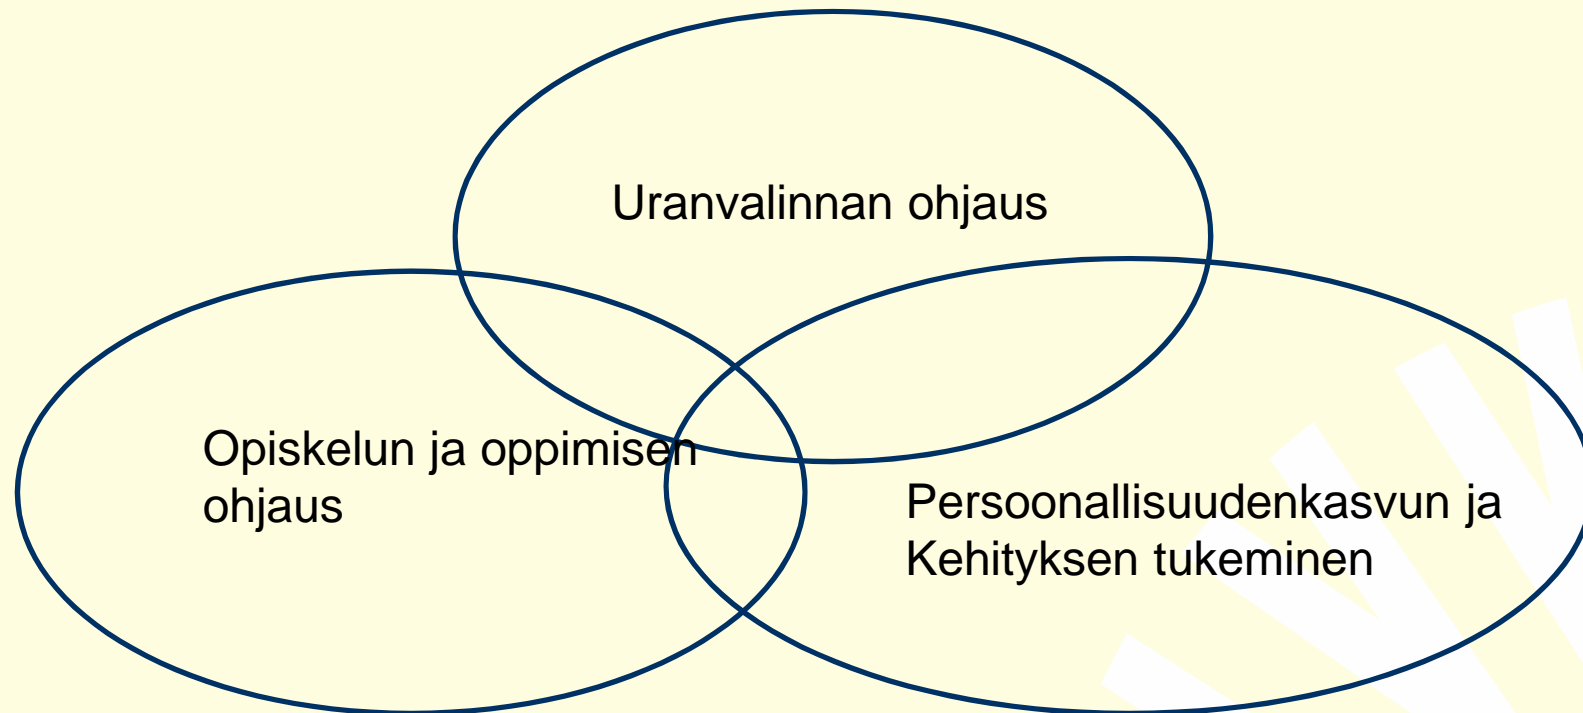 Uranvalinnan ohjaus
Opiskelun ja oppimisen
ohjaus
Persoonallisuudenkasvun ja
Kehityksen tukeminen